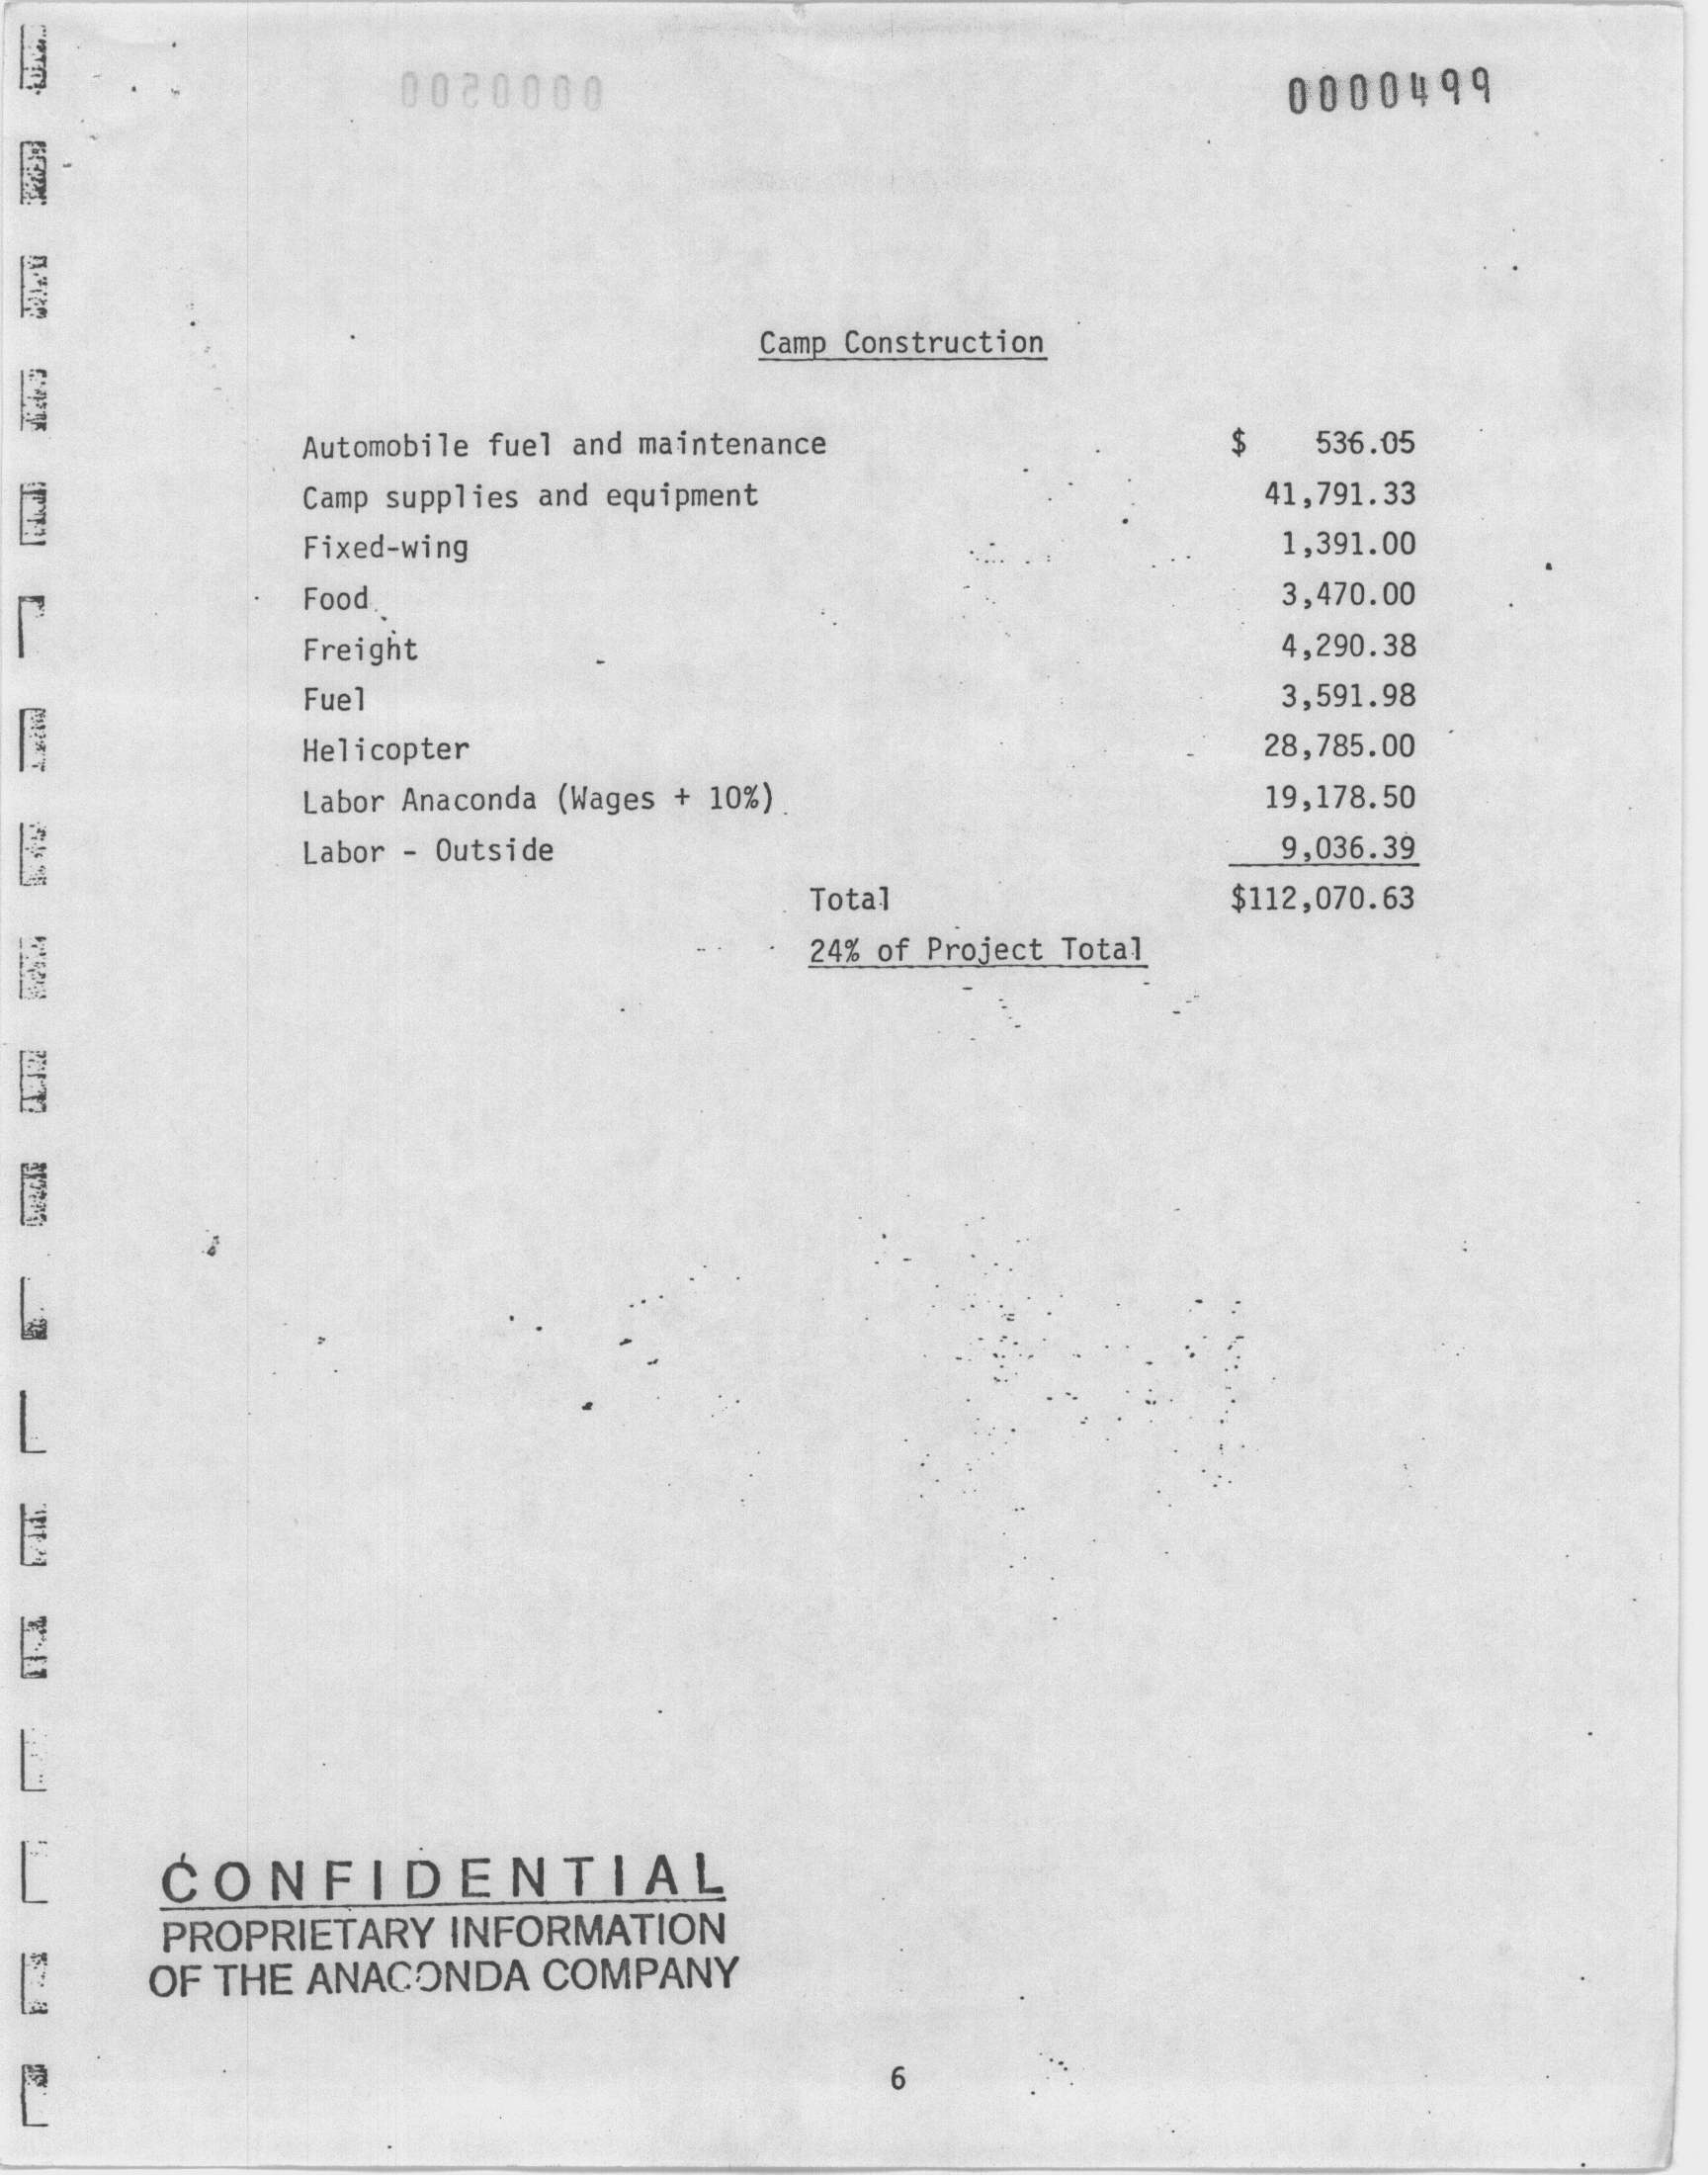 0000499
Camp Construction
Automobile fuel and maintenance $ 536.05
Camp supplies and equipment 41,791.33
Fixed-wing 1,391.00
Food 3,470.00
Freight 4,290.38
Fuel 3,591.98
Helicopter 28,785.00
Labor Anaconda (Wages + 10%) 19,178.50
Labor - Outside 9,036.39
Total $112,070.63
24% of Project Total
CONFIDENTIAL
PROPRIETARY INFORMATION
OF THE ANACONDA COMPANY
6